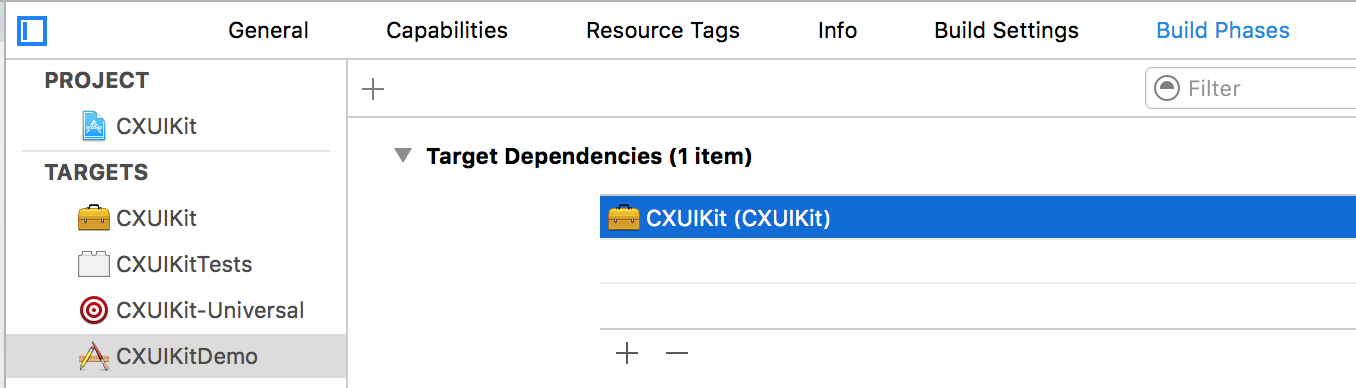 General Capabilities Resource Tags Info Build Settings Build Phases
PROJECT
Filter
CXUIKit
Target Dependencies (1 item)
TARGETS
CXUIKit
CXUIKit (CXUIKit)
CXUIKitTests
CXUIKit-Universal
CXUIKitDemo